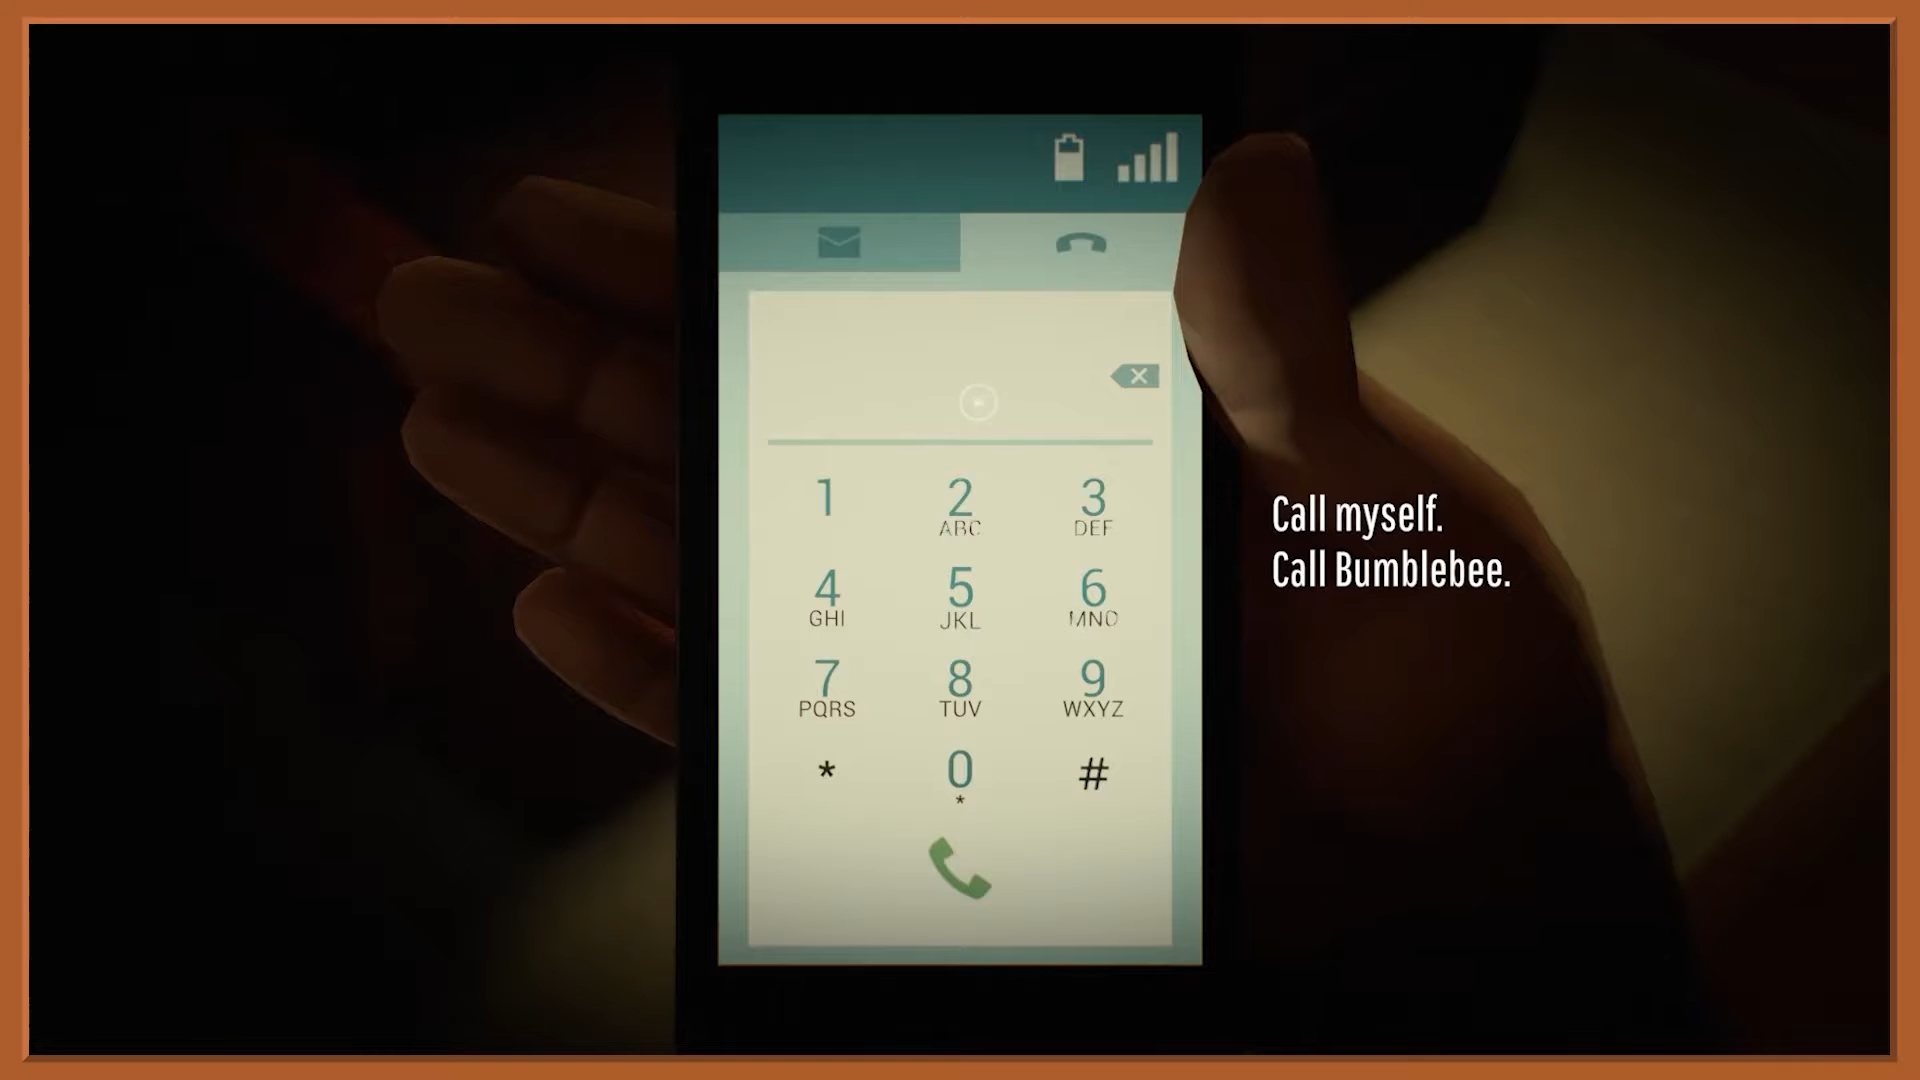 1 2 3
ABC DEF
4 5 6
GHI JKL MNO
7 8 9
PQRS TUV WXYZ
* 0 #
*
Call myself.
Call Bumblebee.